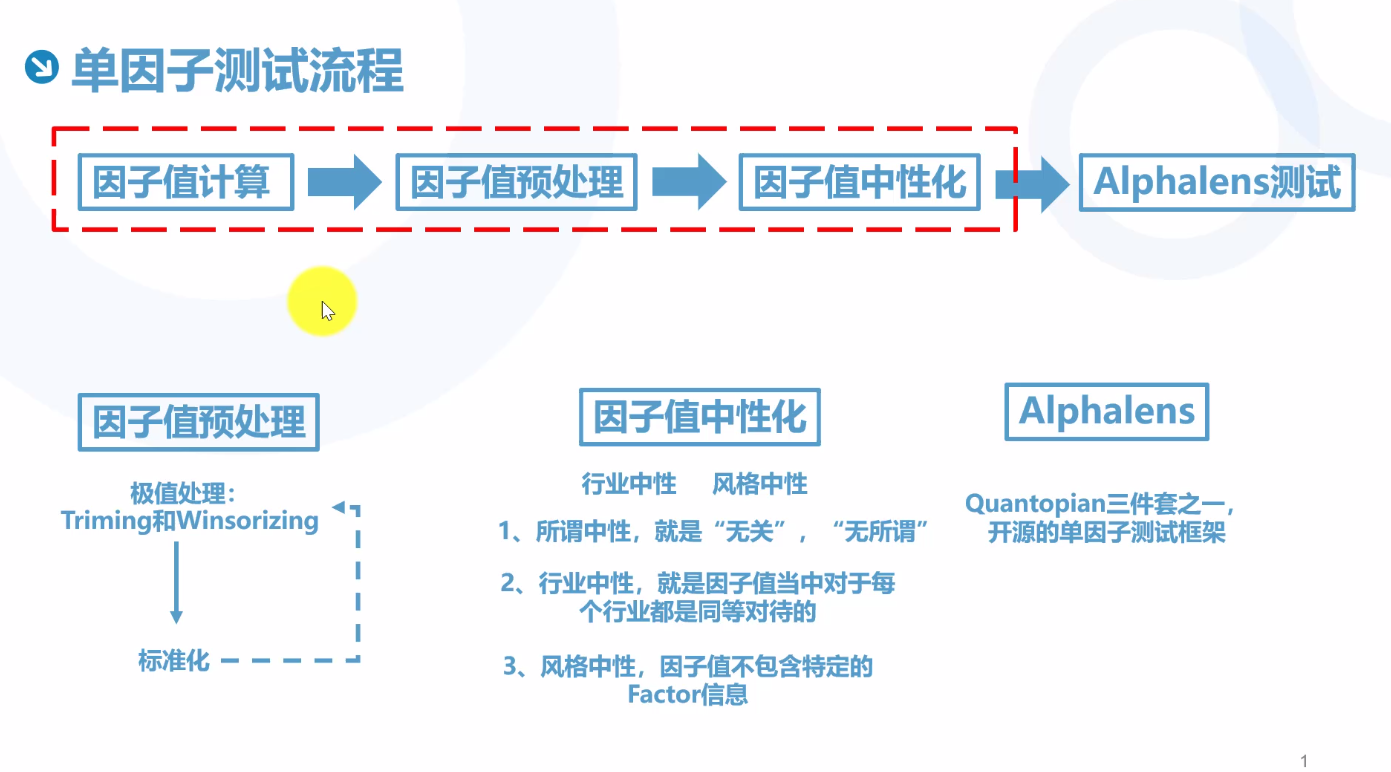 单因子测试流程
因子值计算
因子值预处理
因子值中性化
Alphalens测试
因子值预处理
极值处理：
Triming和Winsorizing
标准化
因子值中性化
行业中性 风格中性
1、所谓中性，就是“无关”，“无所谓”
2、行业中性，就是因子值当中对于每
个行业都是同等对待的
3、风格中性，因子值不包含特定的
Factor信息
Alphalens
Quantopian三件套之一，
开源的单因子测试框架
1